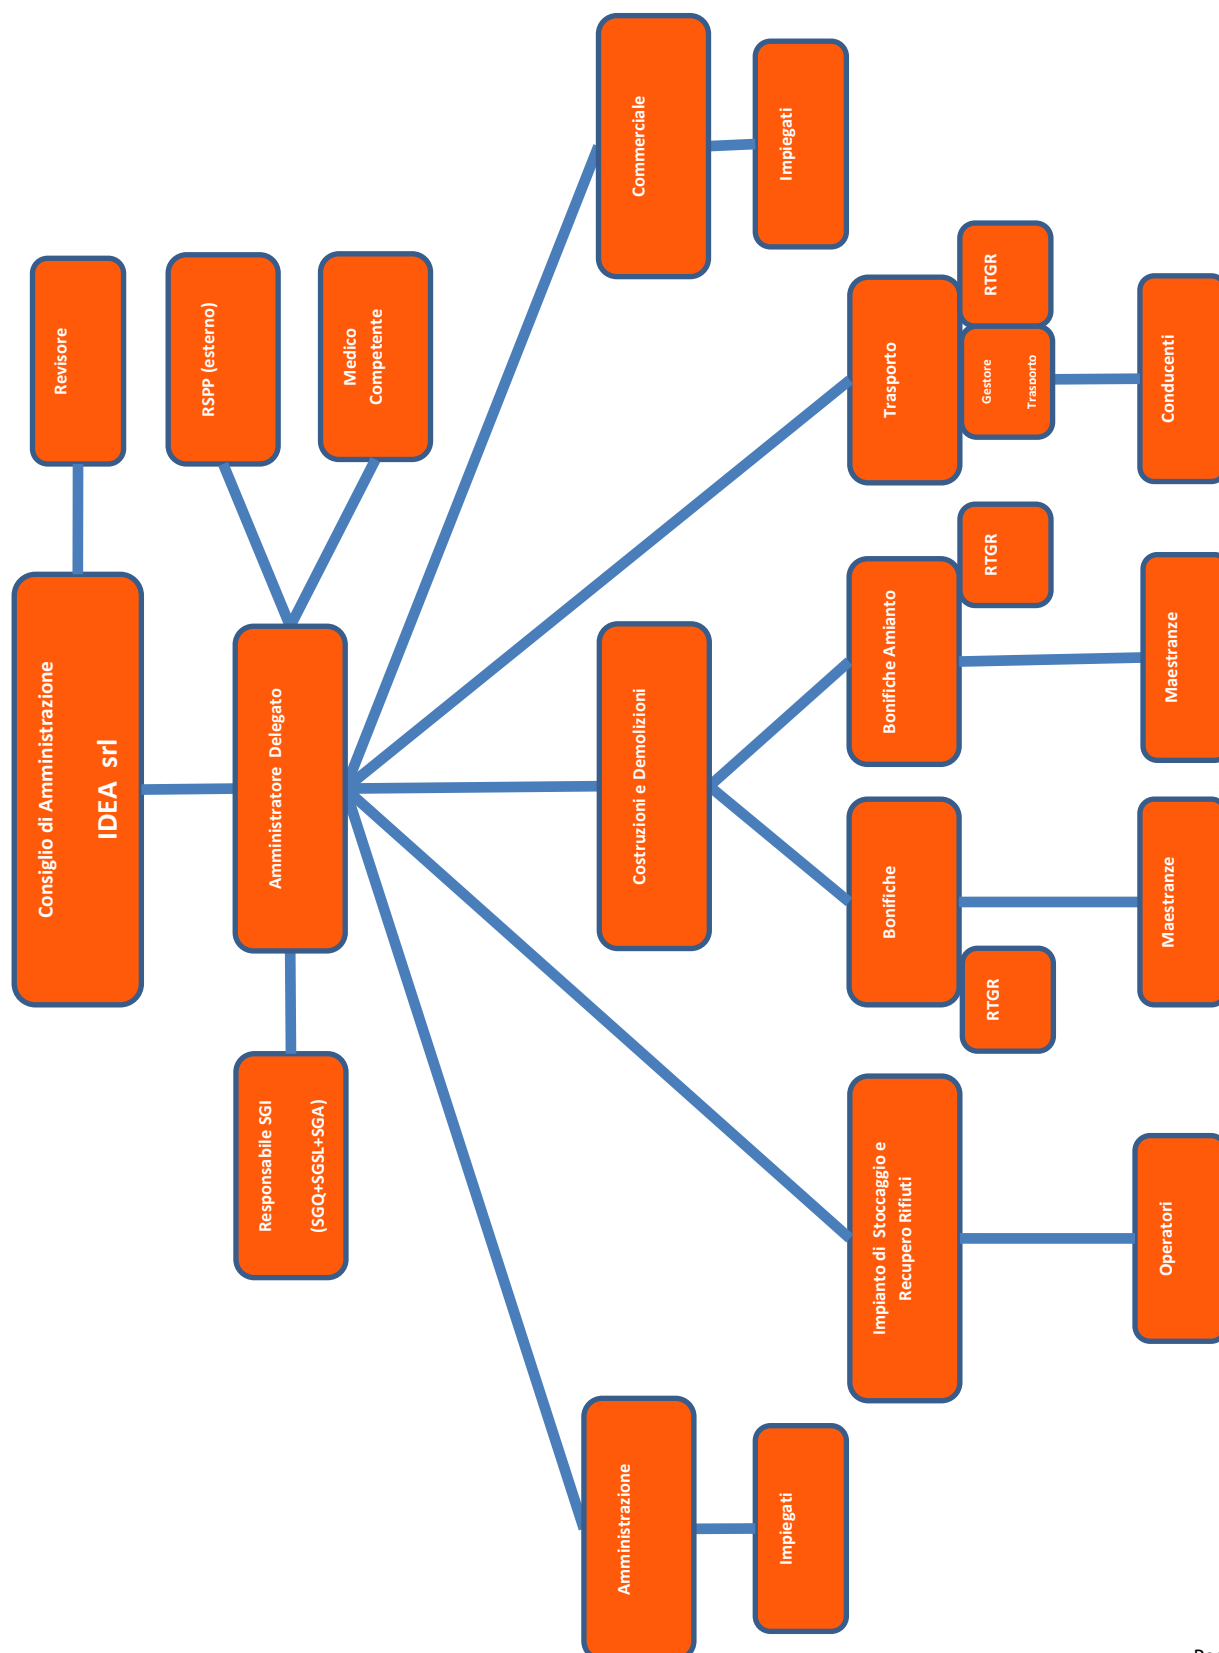 Consiglio di Amministrazione
IDEA srl
Revisore
RSPP (esterno)
Medico
Competente
Amministratore Delegato
Responsabile SGI
(SGQ+SGSL+SGA)
Amministrazione
Impiegati
Impianto di Stoccaggio e
Recupero Rifiuti
Operatori
Costruzioni e Demolizioni
Bonifiche
RTGR
Maestranze
Bonifiche Amianto
RTGR
Maestranze
Trasporto
Gestore
Trasporto
RTGR
Conducenti
Commerciale
Impiegati